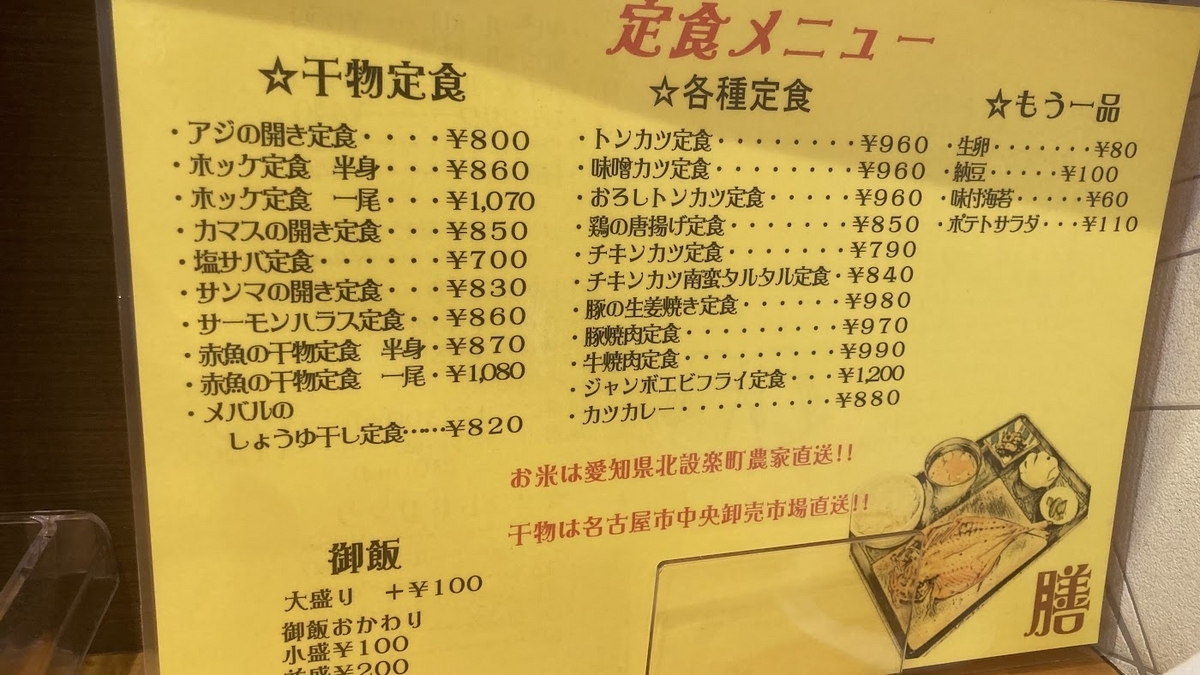 定食メニュー
☆干物定食
・アジの開き定食・・・・¥800
・ホッケ定食 半身・・・¥860
・ホッケ定食 一尾・・・¥1,070
・カマスの開き定食・・・¥850
・塩サバ定食・・・・・・¥700
・サンマの開き定食・・・¥830
・サーモンハラス定食・・¥860
・赤魚の干物定食 半身・¥870
・赤魚の干物定食 一尾・¥1,080
・メバルの
しょうゆ干し定食……¥820
☆各種定食
・トンカツ定食・・・・・・・・¥960
・味噌カツ定食・・・・・・・・¥960
・おろしトンカツ定食・・・・・¥960
・鶏の唐揚げ定食・・・・・・・¥850
・チキンカツ定食・・・・・・・¥790
・チキンカツ南蛮タルタル定食・¥840
・豚の生姜焼き定食・・・・・・¥980
・豚焼肉定食・・・・・・・・・¥970
・牛焼肉定食・・・・・・・・・¥990
・ジャンボエビフライ定食・・・¥1,200
・カツカレー・・・・・・・・・¥880
☆もう一品
・生卵・・・・・・・¥80
・納豆・・・・・¥100
・味付海苔・・・・・¥60
・ポテトサラダ・・・¥110
お米は愛知県北設楽町農家直送!!
干物は名古屋市中央卸売市場直送!!
御飯
大盛り +¥100
御飯おかわり
小盛¥100
¥200
膳